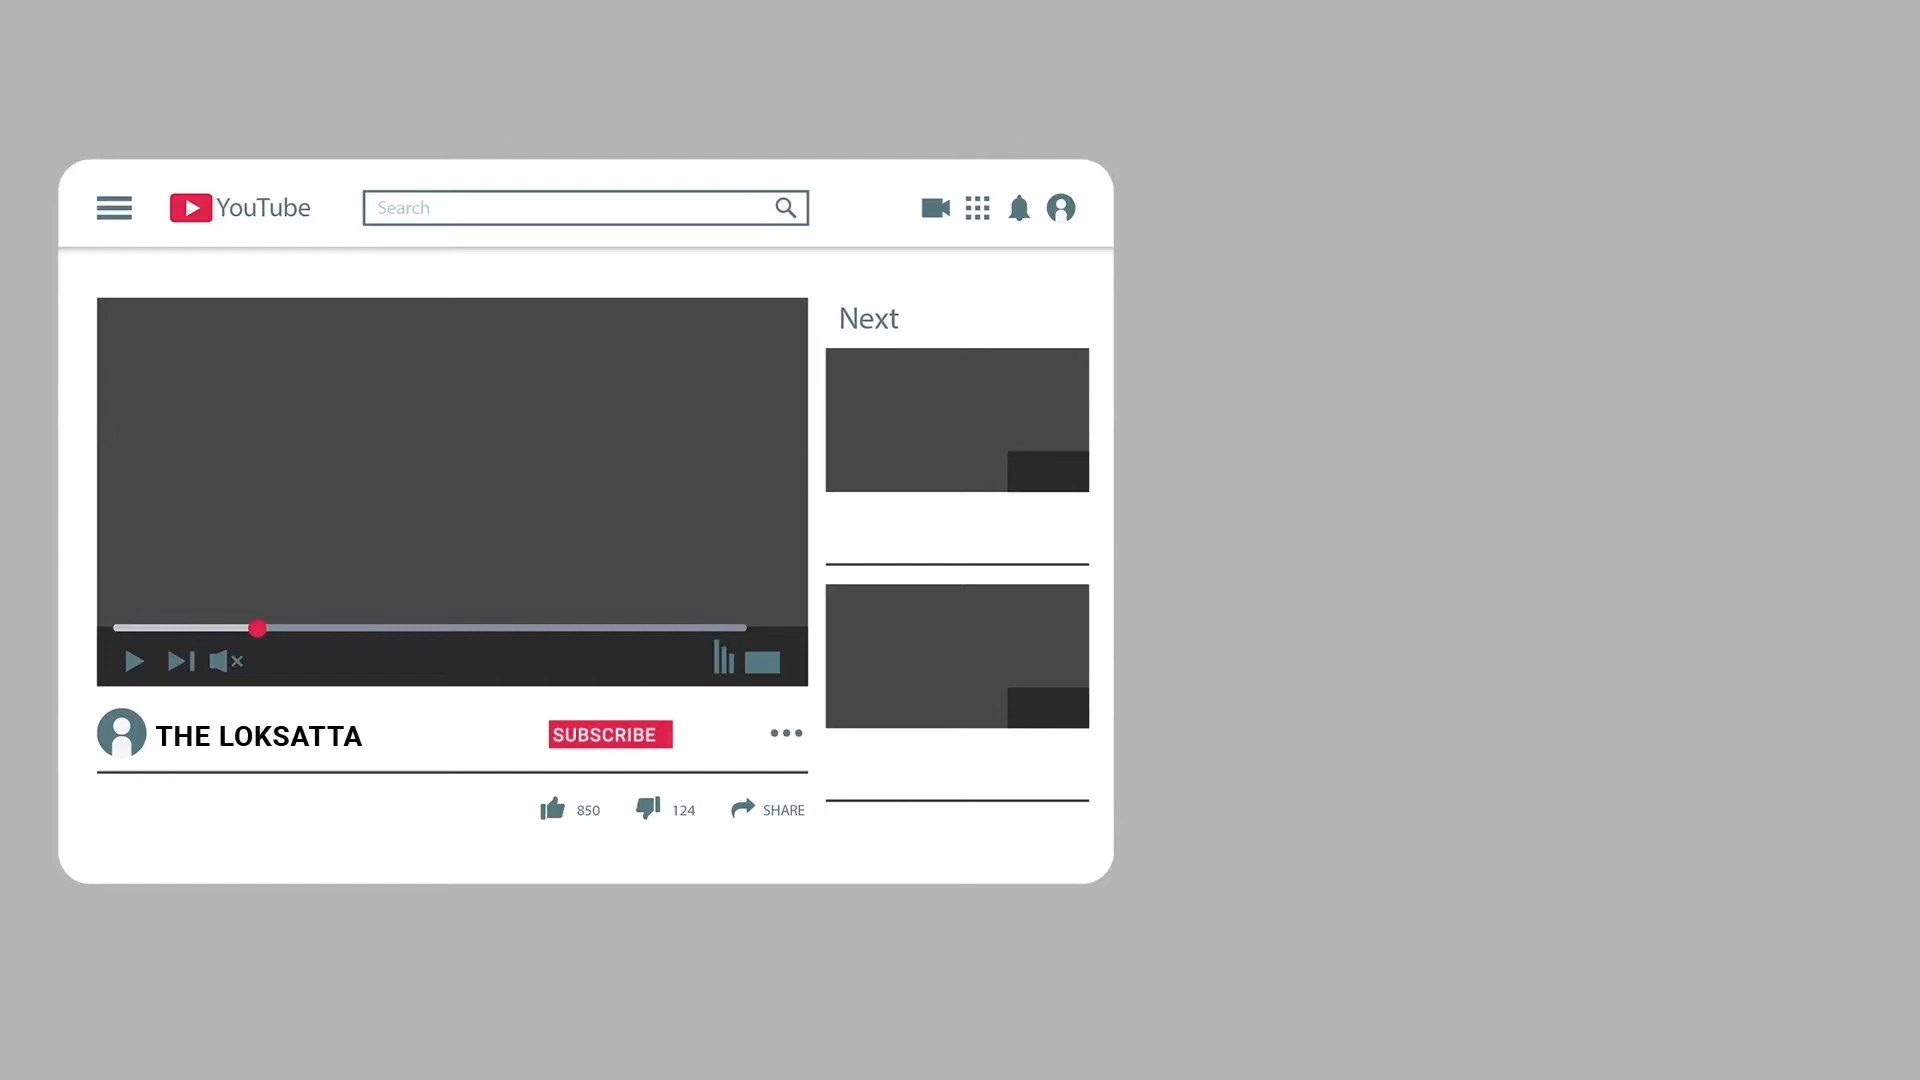 YouTube
Search
Next
THE LOKSATTA
SUBSCRIBE
850
124
SHARE